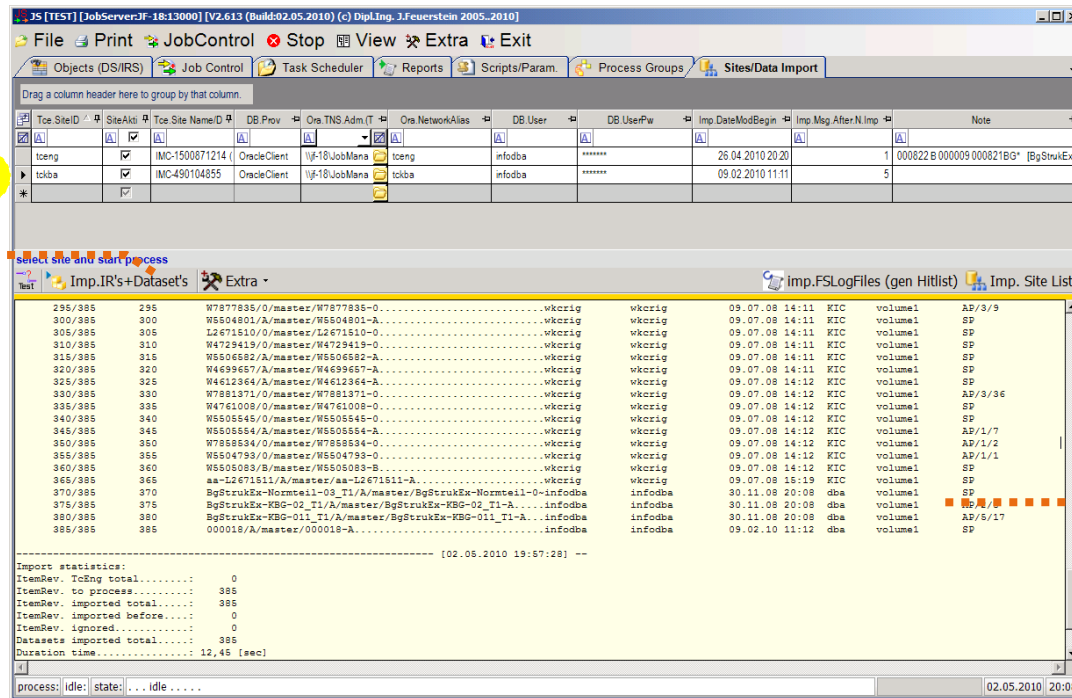 JS [TEST] [JobServer:JF-18:13000] [V2.613 (Build:02.05.2010) (c) Dipl.Ing. J.Feuerstein 2005..2010]
File Print JobControl Stop View Extra Exit
Objects (DS/IRS) Job Control Task Scheduler Reports Scripts/Param. Process Groups Sites/Data Import
Drag a column header here to group by that column.
Tce.SiteID SiteAkti Tce.Site Name/D DB.Prov Ora.TNS.Adm.(T Ora.NetworkAlias DB.User DB.UserPw Imp.DateModBegin Imp.Msg.After.N.Imp Note
tceng IMC-1500871214 ( OracleClient \\jf-18\JobMana tceng infodba ******* 26.04.2010 20:20 1 000822 B 000009 000821BG* [BgStrukEx
tckba IMC-490104855 OracleClient \\jf-18\JobMana tckba infodba ******* 09.02.2010 11:11 5
select site and start process
Test Imp.IR's+Dataset's Extra imp.FSLogFiles (gen Hitlist) Imp. Site List
295/385 295 W7877835/0/master/W7877835-0...........................wkcrig wkcrig 09.07.08 14:11 KIC volume1 AP/3/9
300/385 300 W5504801/A/master/W5504801-A...........................wkcrig wkcrig 09.07.08 14:11 KIC volume1 SP
305/385 305 L2671510/0/master/L2671510-0...........................wkcrig wkcrig 09.07.08 14:11 KIC volume1 SP
310/385 310 W4729419/0/master/W4729419-0...........................wkcrig wkcrig 09.07.08 14:11 KIC volume1 SP
315/385 315 W5506582/A/master/W5506582-A...........................wkcrig wkcrig 09.07.08 14:11 KIC volume1 SP
320/385 320 W4699657/A/master/W4699657-A...........................wkcrig wkcrig 09.07.08 14:11 KIC volume1 SP
325/385 325 W4612364/A/master/W4612364-A...........................wkcrig wkcrig 09.07.08 14:12 KIC volume1 SP
330/385 330 W7881371/0/master/W7881371-0...........................wkcrig wkcrig 09.07.08 14:12 KIC volume1 AP/3/36
335/385 335 W4761008/0/master/W4761008-0...........................wkcrig wkcrig 09.07.08 14:12 KIC volume1 SP
340/385 340 W5505545/0/master/W5505545-0...........................wkcrig wkcrig 09.07.08 14:12 KIC volume1 SP
345/385 345 W5505554/A/master/W5505554-A...........................wkcrig wkcrig 09.07.08 14:12 KIC volume1 AP/1/7
350/385 350 W7858534/0/master/W7858534-0...........................wkcrig wkcrig 09.07.08 14:12 KIC volume1 AP/1/2
355/385 355 W5504793/0/master/W5504793-0...........................wkcrig wkcrig 09.07.08 14:12 KIC volume1 AP/1/1
360/385 360 W5505083/B/master/W5505083-B...........................wkcrig wkcrig 09.07.08 14:12 KIC volume1 SP
365/385 365 aa-L2671511/A/master/aa-L2671511-A.....................wkcrig wkcrig 09.07.08 15:19 KIC volume1 SP
370/385 370 BgStrukEx-Normteil-03_T1/A/master/BgStrukEx-Normteil-0~infodba infodba 30.11.08 20:08 dba volume1 SP
375/385 375 BgStrukEx-KBG-02_T1/A/master/BgStrukEx-KBG-02_T1-A.....infodba infodba 30.11.08 20:08 dba volume1
380/385 380 BgStrukEx-KBG-011_T1/A/master/BgStrukEx-KBG-011_T1-A...infodba infodba 30.11.08 20:08 dba volume1 AP/5/17
385/385 385 000018/A/master/000018-A...............................infodba infodba 09.02.10 11:12 dba volume1 SP
---------------------------------------------------------------------- [02.05.2010 19:57:28] --
Import statistics:
ItemRev. TcEng total........: 0
ItemRev. to process.........: 385
ItemRev. imported total.....: 385
ItemRev. imported before....: 0
ItemRev. ignored............: 0
Datasets imported total.....: 385
Duration time...............: 12,45 [sec]
process: idle: state: . . . idle . . . . . 02.05.2010 20:0